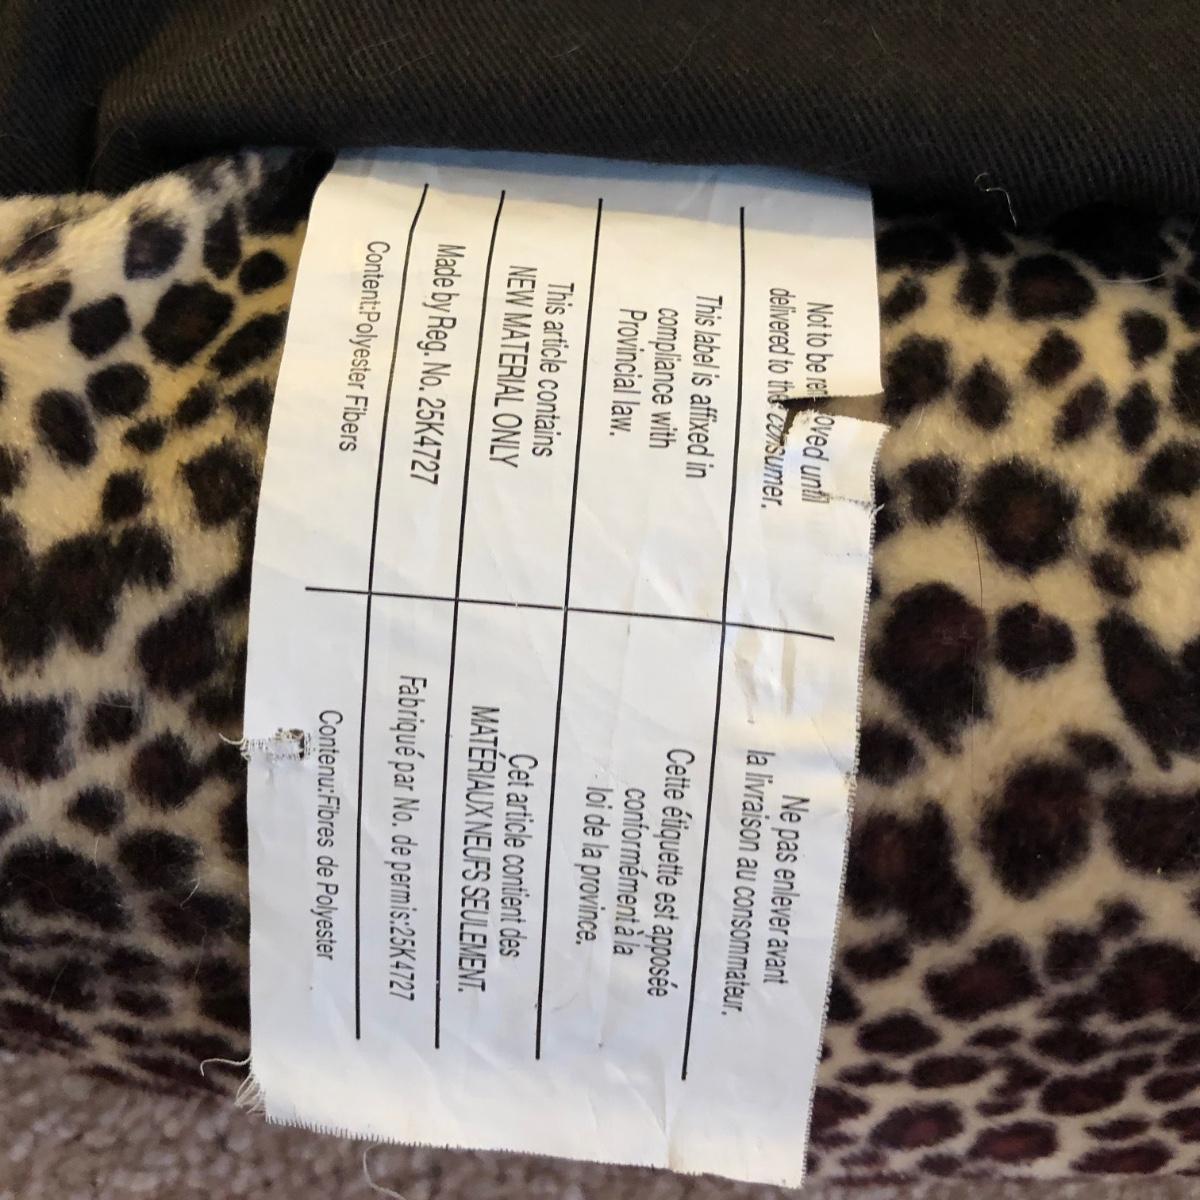 Not to be removed until
delivered to the consumer.
This label is affixed in
compliance with
Provincial law.
This article contains
NEW MATERIAL ONLY
Made by Reg. No. 25K4727
Content:Polyester Fibers
Ne pas enlever avant
la livraison au consommateur.
Cette étiquette est apposée
conformément à la
loi de la province.
Cet article contient des
MATÉRIAUX NEUFS SEULEMENT.
Fabriqué par No. de permis:25K4727
Contenu:Fibres de Polyester